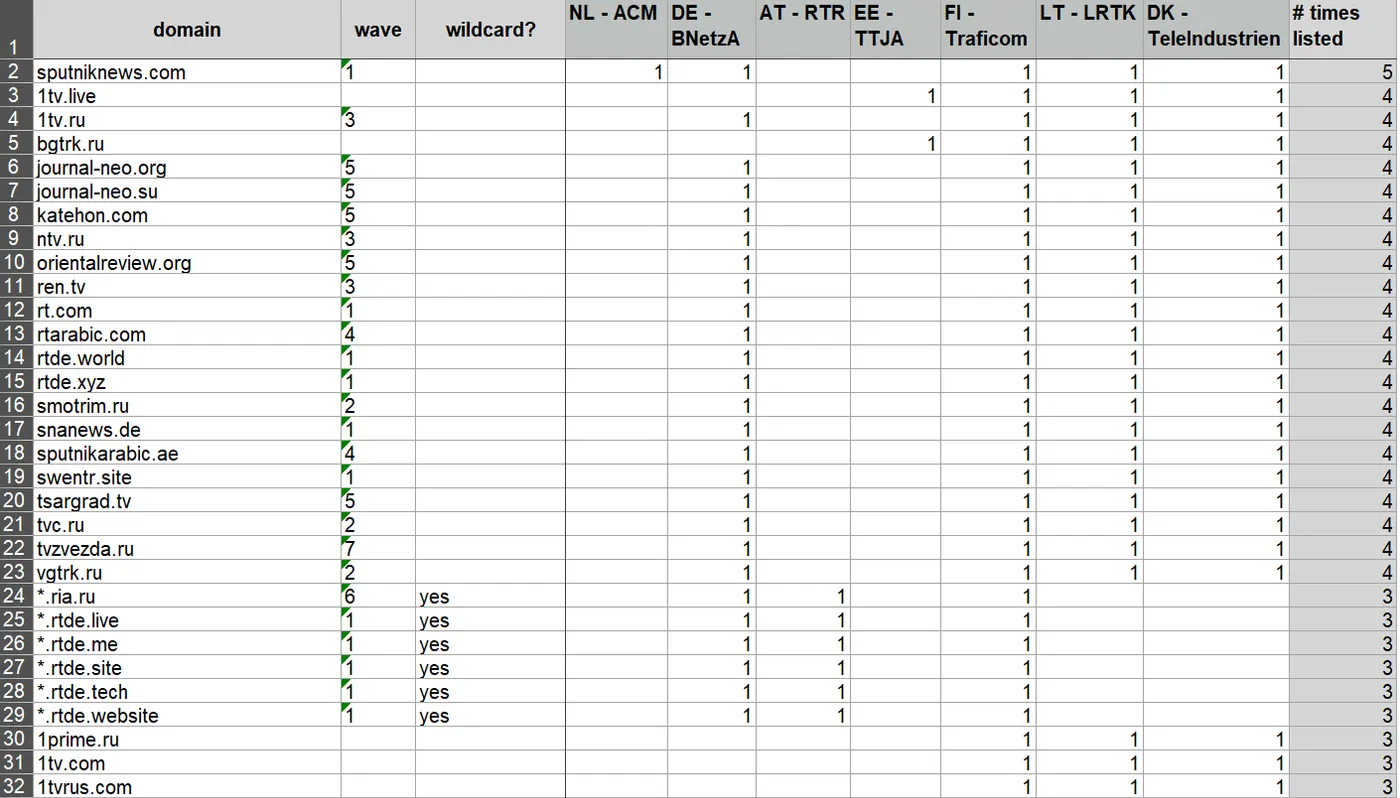 1 domain wave wildcard? NL - ACM DE - BNetzA AT - RTR EE - TTJA FI - Traficom LT - LRTK DK - TeleIndustrien # times listed
2 sputniknews.com 1 1 1 1 1 1 5
3 1tv.live 1 1 1 1 4
4 1tv.ru 3 1 1 1 1 4
5 bgtrk.ru 1 1 1 1 4
6 journal-neo.org 5 1 1 1 1 4
7 journal-neo.su 5 1 1 1 1 4
8 katehon.com 5 1 1 1 1 4
9 ntv.ru 3 1 1 1 1 4
10 orientalreview.org 5 1 1 1 1 4
11 ren.tv 3 1 1 1 1 4
12 rt.com 1 1 1 1 1 4
13 rtarabic.com 4 1 1 1 1 4
14 rtde.world 1 1 1 1 1 4
15 rtde.xyz 1 1 1 1 1 4
16 smotrim.ru 2 1 1 1 1 4
17 snanews.de 1 1 1 1 1 4
18 sputnikarabic.ae 4 1 1 1 1 4
19 swentr.site 1 1 1 1 1 4
20 tsargrad.tv 5 1 1 1 1 4
21 tvc.ru 2 1 1 1 1 4
22 tvzvezda.ru 7 1 1 1 1 4
23 vgtrk.ru 2 1 1 1 1 4
24 *.ria.ru 6 yes 1 1 1 3
25 *.rtde.live 1 yes 1 1 1 3
26 *.rtde.me 1 yes 1 1 1 3
27 *.rtde.site 1 yes 1 1 1 3
28 *.rtde.tech 1 yes 1 1 1 3
29 *.rtde.website 1 yes 1 1 1 3
30 1prime.ru 1 1 1 3
31 1tv.com 1 1 1 3
32 1tvrus.com 1 1 1 3